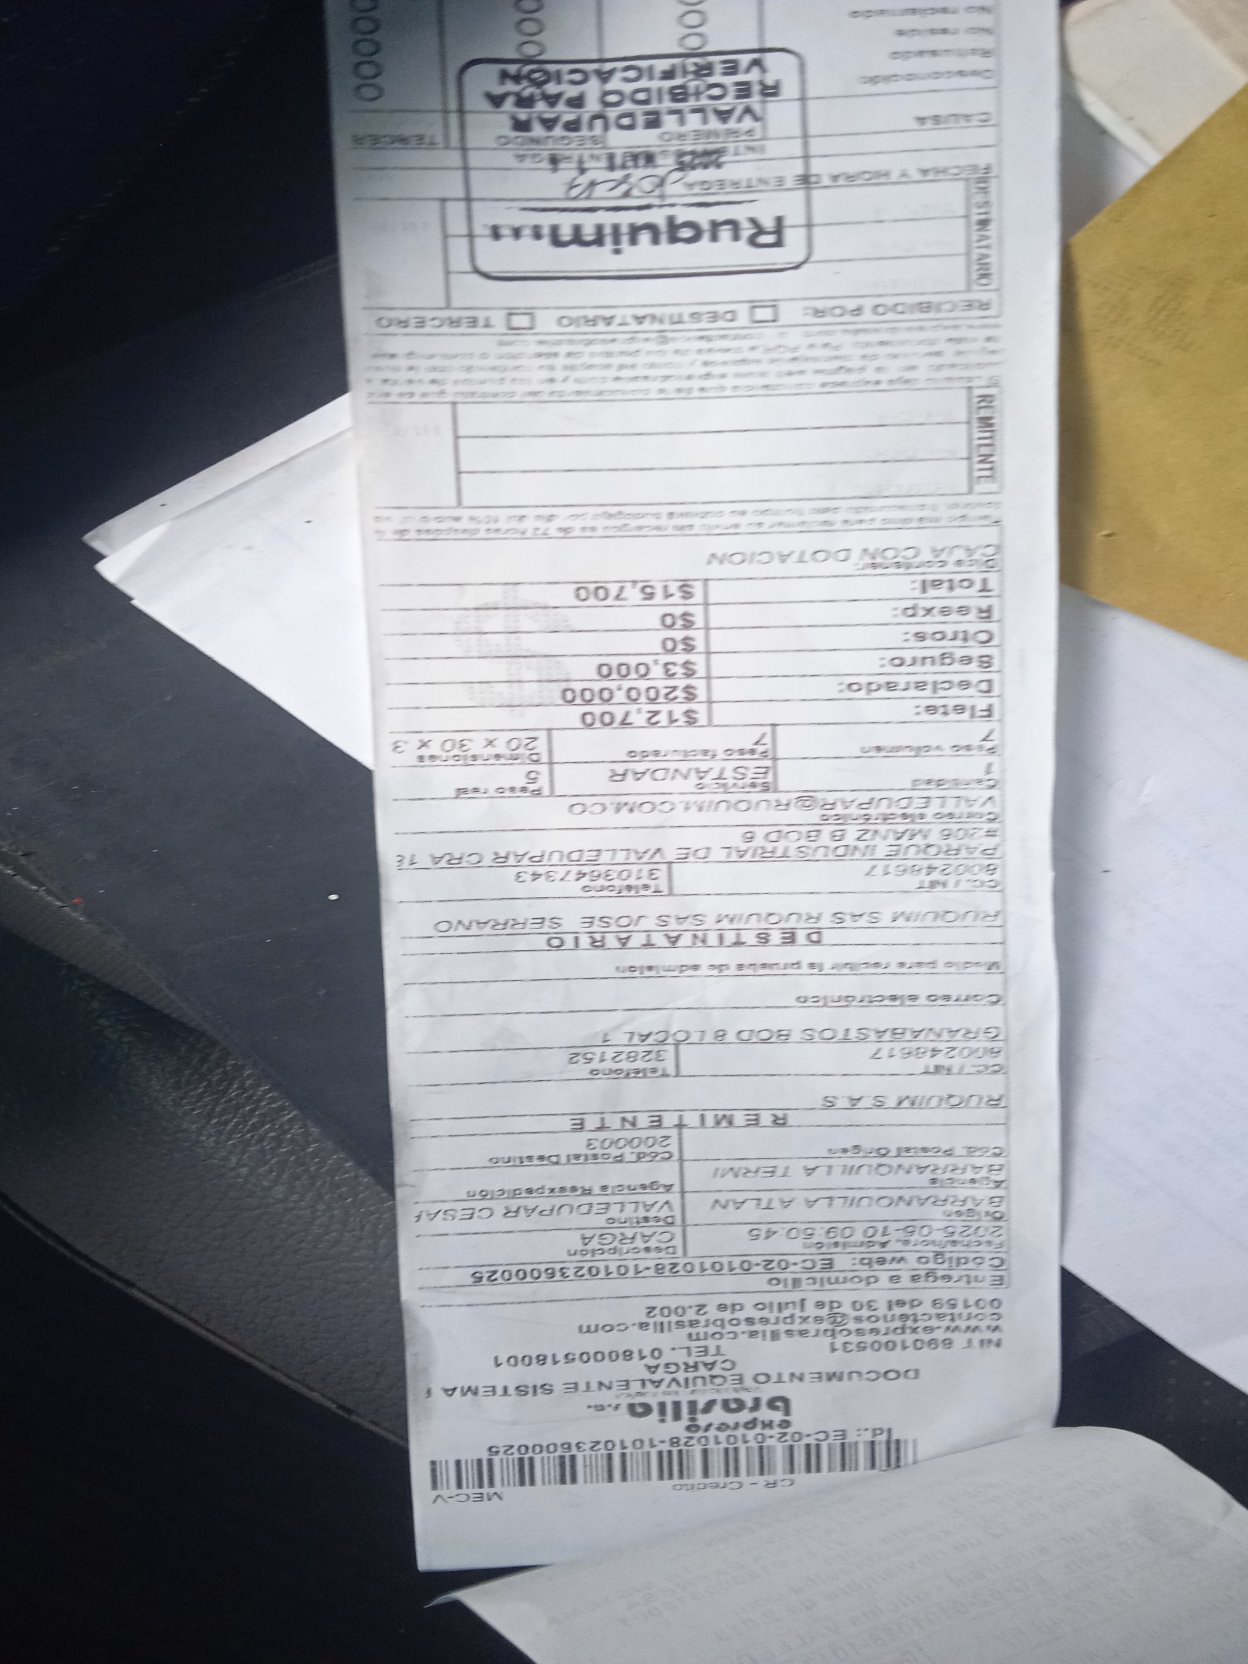 CR - Credito
MEC-V
Id.: EC-02-0101028-101023600025
expreso
brasilia s.a.
DOCUMENTO EQUIVALENTE SISTEMA
CARGA
NIT 890100531 TEL. 018000518001
www.expresobrasilia.com
contactenos@expresobrasilia.com
00159 del 30 de julio de 2.002
Entrega a domicilio
Código web: EC-02-0101028-101023600025
Fecha/hora. Admisión Descripción
2025-05-10 09:50:45 CARGA
Origen Destino
BARRANQUILLA ATLAN VALLEDUPAR CESAR
Agencia Agencia Reexpedición
BARRANQUILLA TERMI
Cód. Postal Origen Cód. Postal Destino
200003
REMITENTE
RUQUIM S.A.S
CC. / NIT Teléfono
800248617 3282152
GRANABASTOS BOD 8 LOCAL 1
Correo electrónico
Medio para recibir la prueba de admisión
DESTINATARIO
RUQUIM SAS RUQUIM SAS JOSE SERRANO
CC. / NIT Teléfono
800248617 3103647343
PARQUE INDUSTRIAL DE VALLEDUPAR CRA 18
#206 MANZ B BOD 6
Correo electrónico
VALLEDUPAR@RUQUIM.COM.CO
Cantidad Servicio Peso real
1 ESTANDAR 5
Peso volumen Peso facturado Dimensiones
7 7 20 x 30 x 3
Flete: $12,700
Declarado: $200,000
Seguro: $3,000
Otros: $0
Reexp: $0
Total: $15,700
Dice contener:
CAJA CON DOTACION
REMITENTE
RECIBIDO POR: DESTINATARIO TERCERO
DESTINATARIO
Ruquim s.a.s.
FECHA Y HORA DE ENTREGA
INTENTO DE ENTREGA
PRIMERO SEGUNDO TERCER
VALLEDUPAR
RECIBIDO PARA
VERIFICACIÓN
CAUSA
Desconocido
Rehusado
No reside
No reclamado